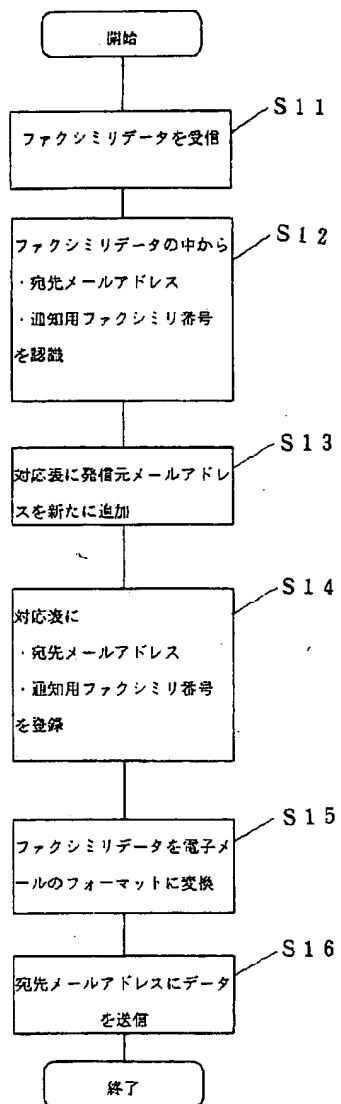 開始
S11
ファクシミリデータを受信
S12
ファクシミリデータの中から
・宛先メールアドレス
・通知用ファクシミリ番号
を認識
S13
対応表に発信元メールアドレ
スを新たに追加
S14
対応表に
・宛先メールアドレス
・通知用ファクシミリ番号
を登録
S15
ファクシミリデータを電子メ
ールのフォーマットに変換
S16
宛先メールアドレスにデータ
を送信
終了